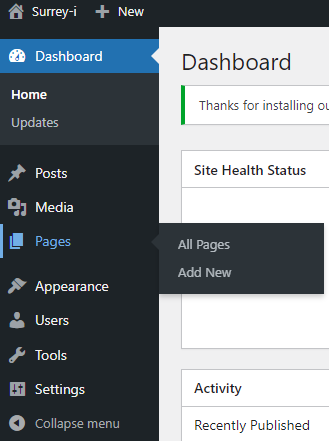 Surrey-i + New
Dashboard
Home
Updates
Posts
Media
Pages
All Pages
Add New
Appearance
Users
Tools
Settings
Collapse menu
Dashboard
Thanks for installing
Site Health Status
Activity
Recently Published